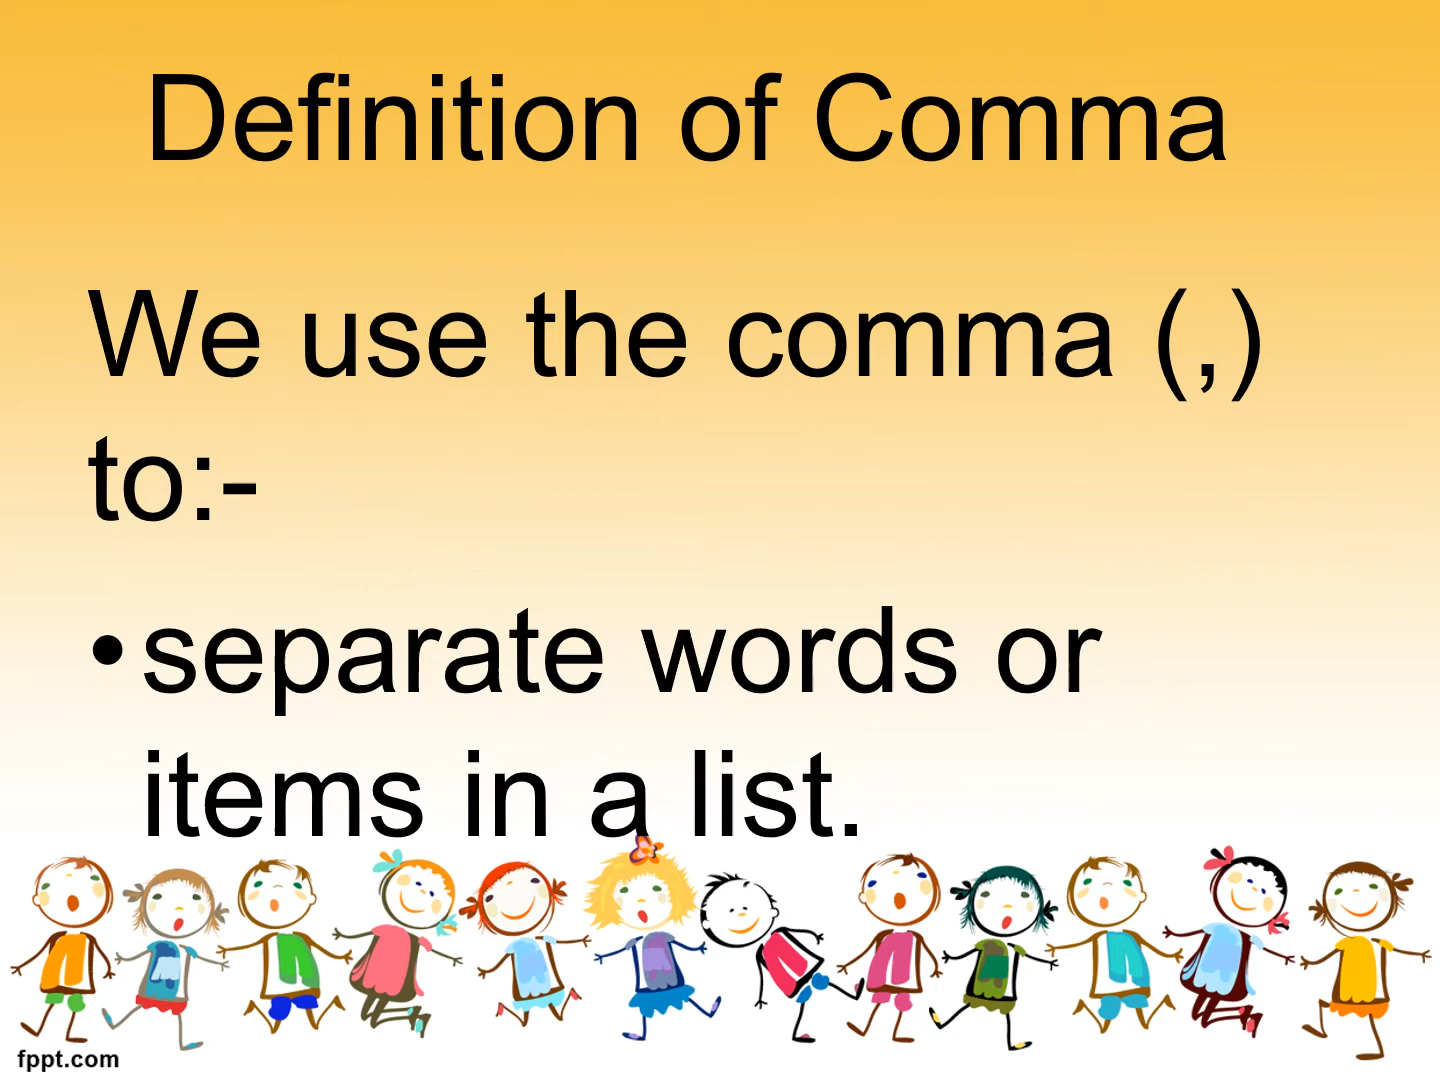 Definition of Comma
We use the comma (,)
to:-
•separate words or
items in a list.
fppt.com